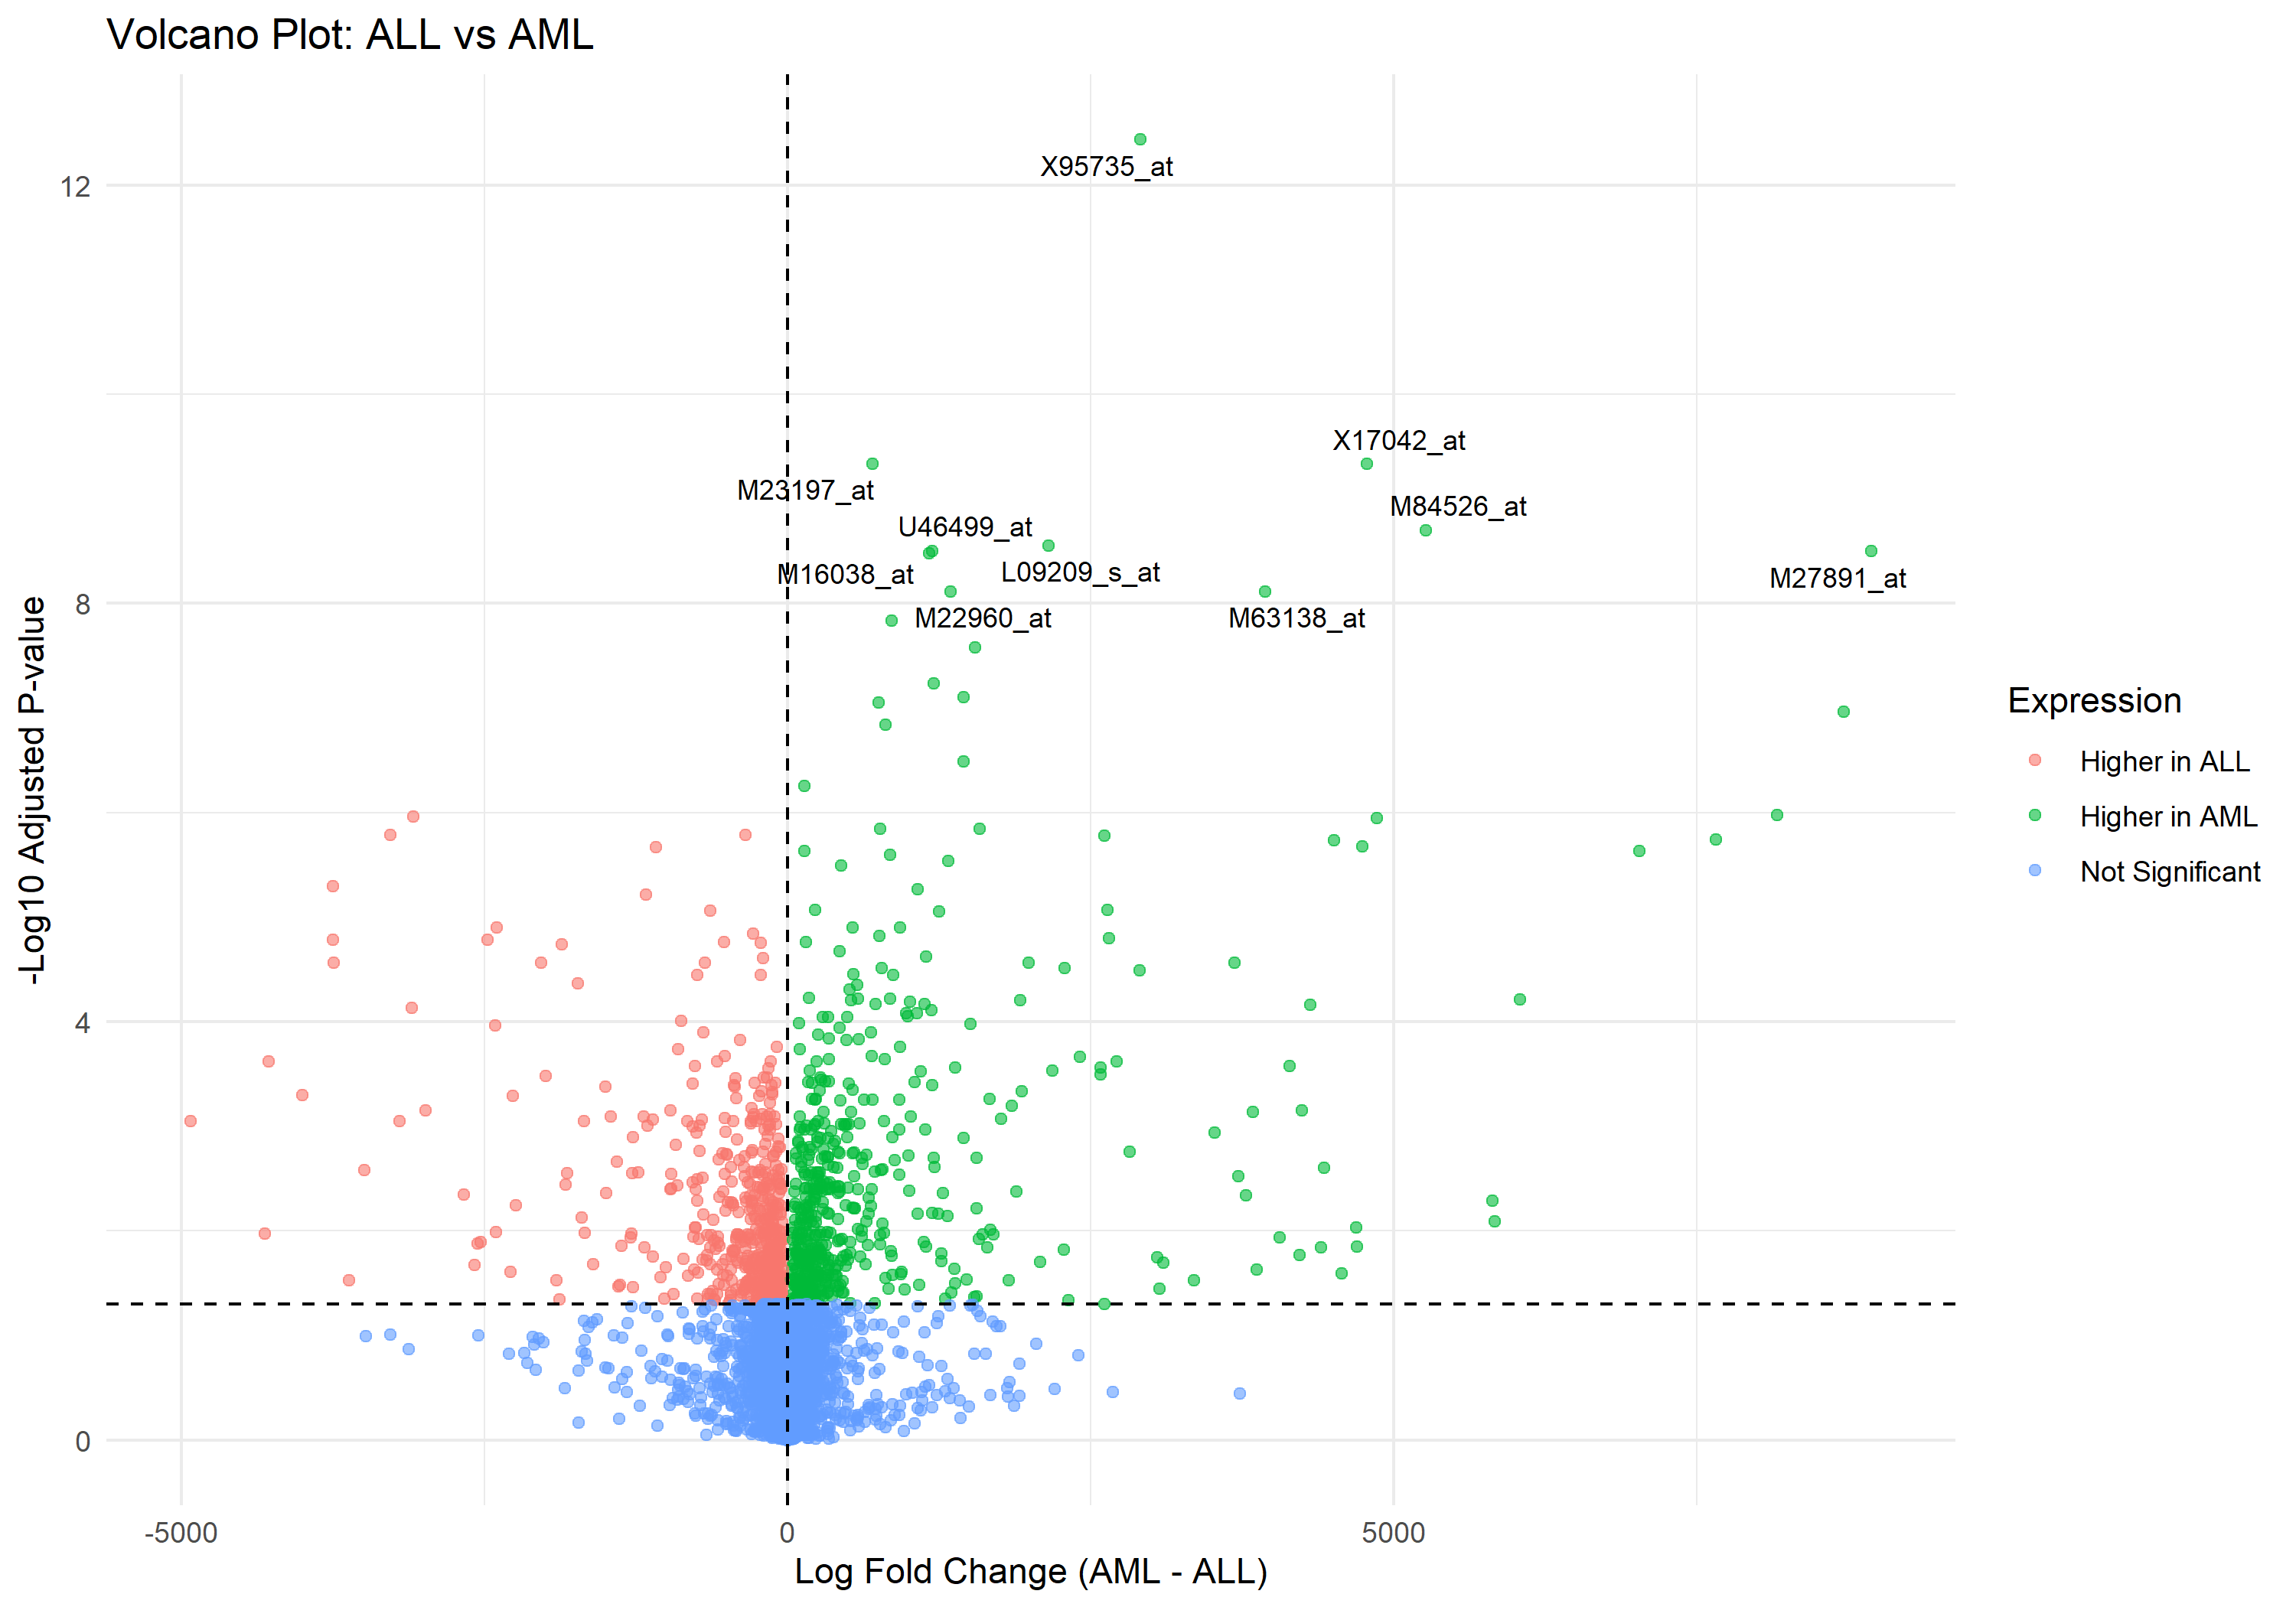 Volcano Plot: ALL vs AML
X95735_at
12
X17042_at
M23197_at
M84526_at
U46499_at
M16038_at
L09209_s_at
M27891_at
8
M22960_at
M63138_at
-Log10 Adjusted P-value
Expression
Higher in ALL
Higher in AML
Not Significant
4
0
-5000
0
5000
Log Fold Change (AML - ALL)